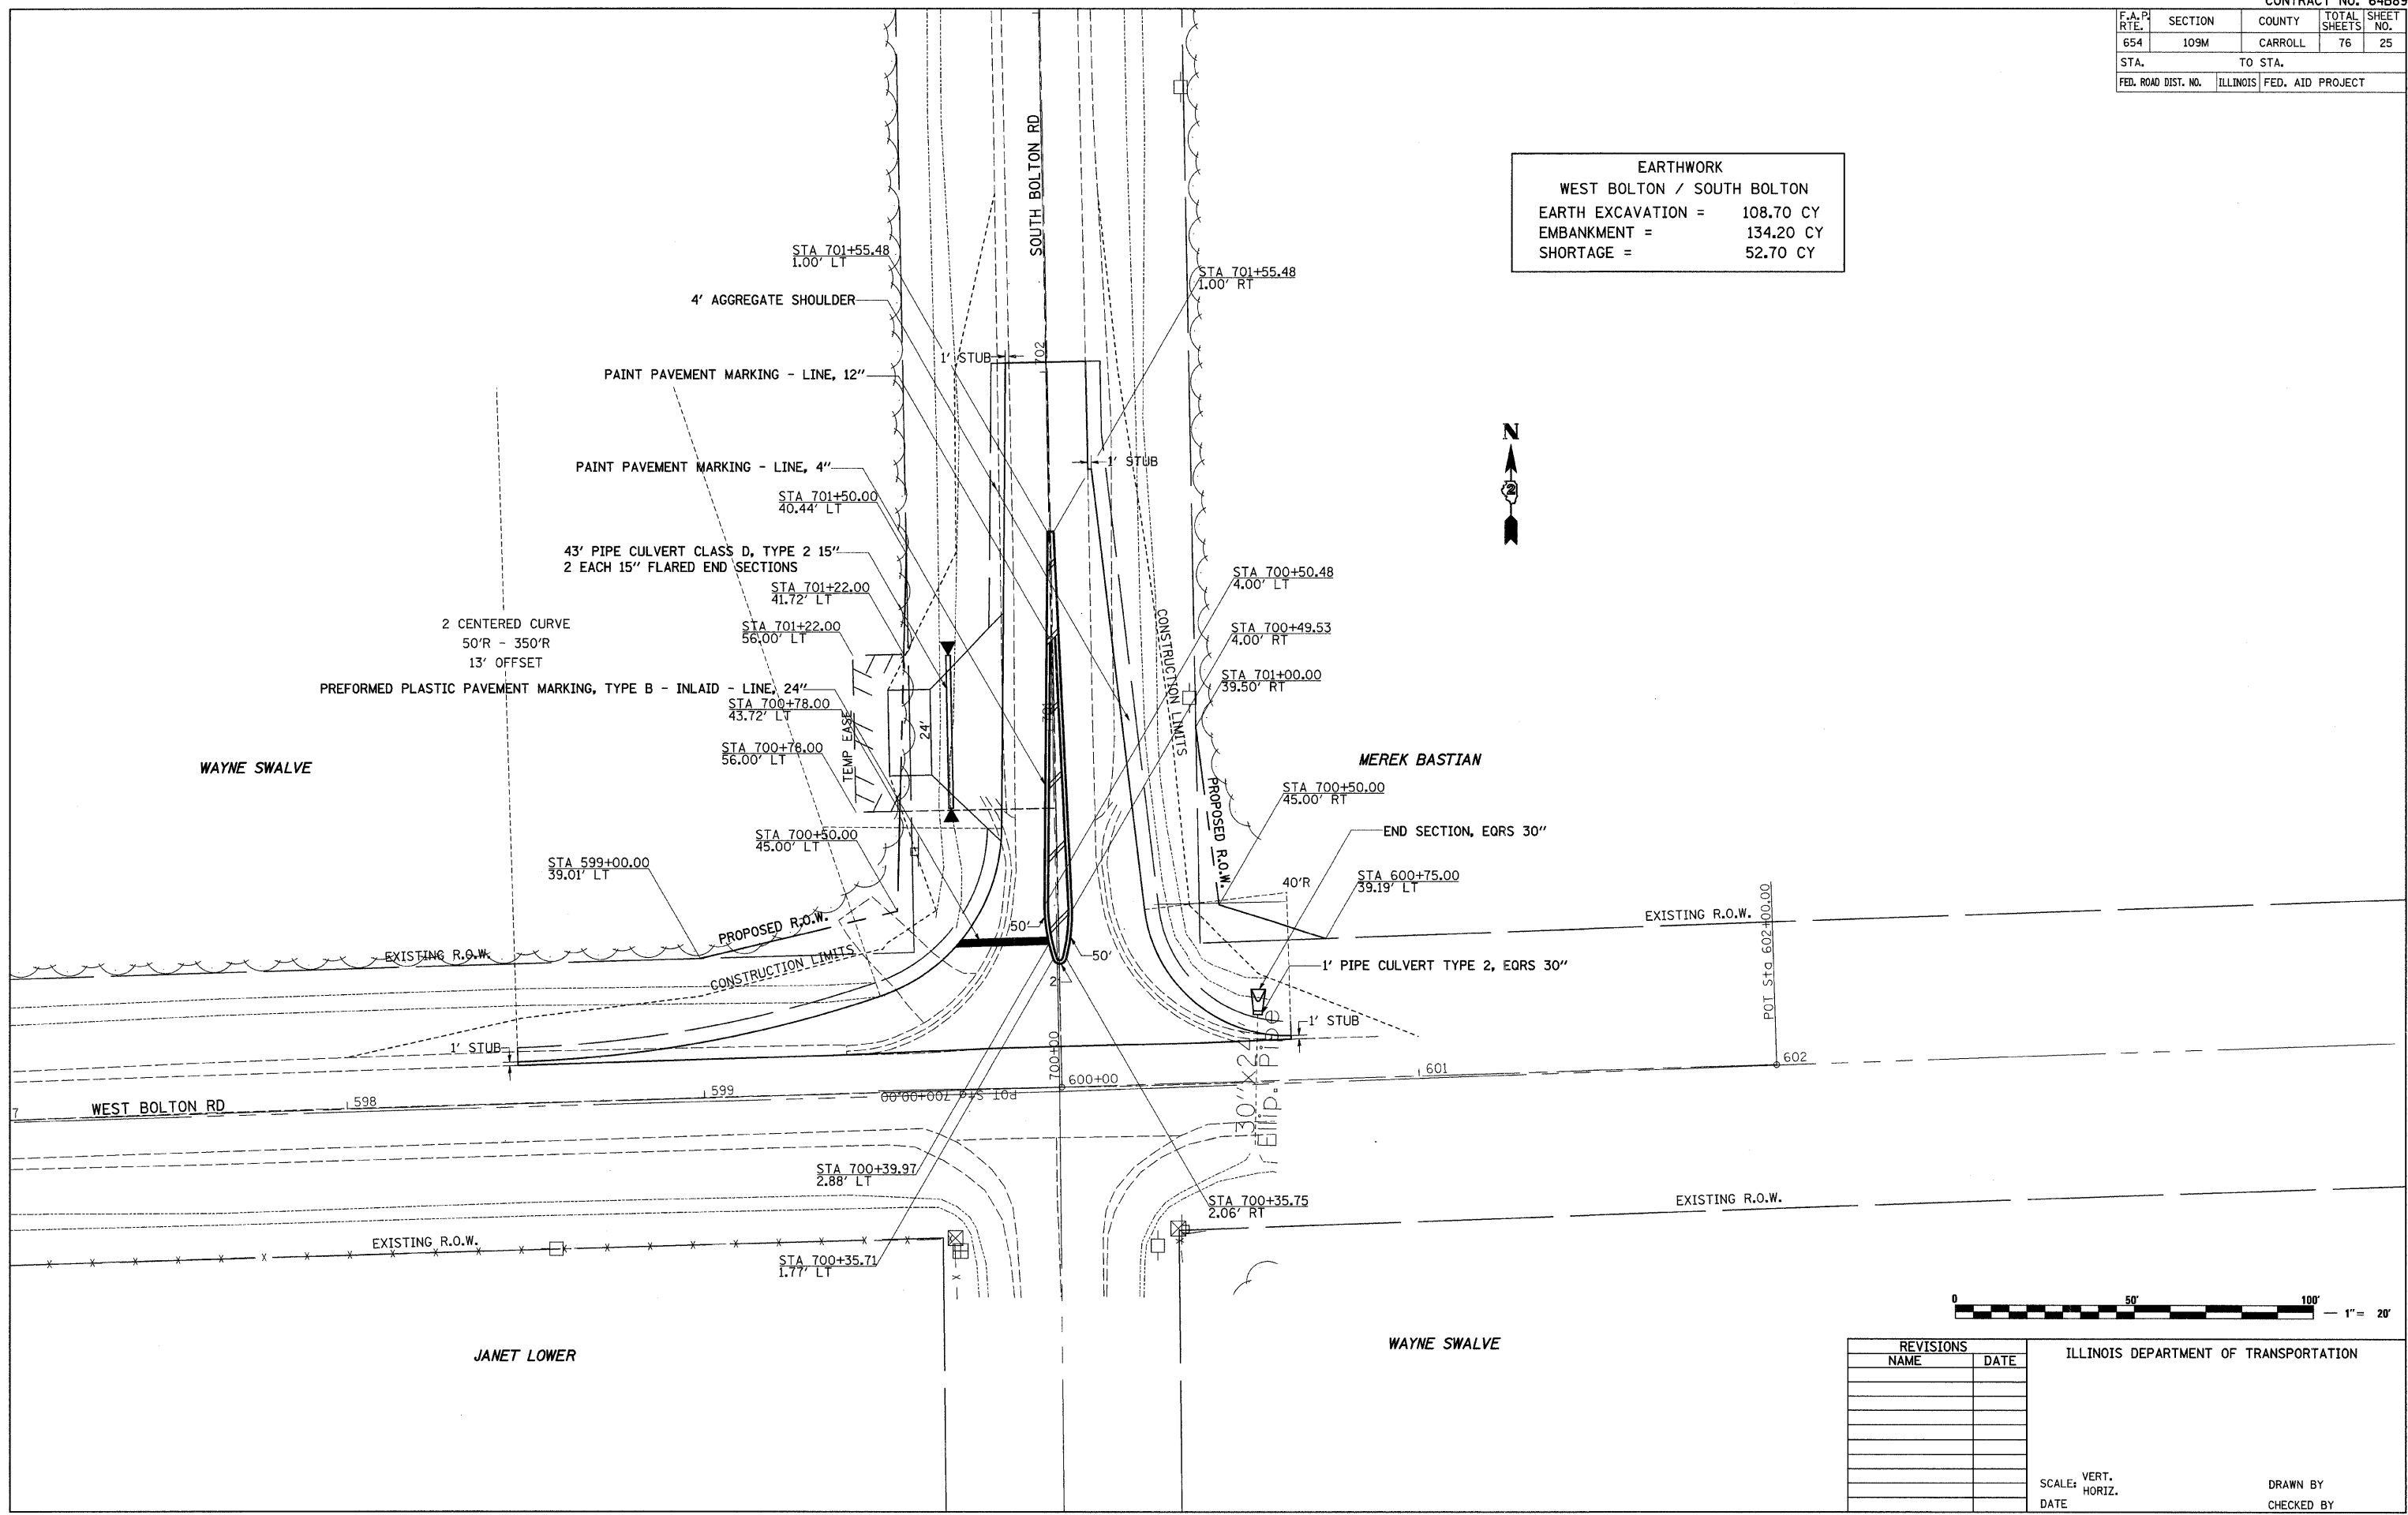 CONTRACT NO. 64B89
F.A.P. RTE. SECTION COUNTY TOTAL SHEETS SHEET NO.
654 109M CARROLL 76 25
STA. TO STA.
FED. ROAD DIST. NO. ILLINOIS FED. AID PROJECT
EARTHWORK
WEST BOLTON / SOUTH BOLTON
EARTH EXCAVATION = 108.70 CY
EMBANKMENT = 134.20 CY
SHORTAGE = 52.70 CY
SOUTH BOLTON RD
STA 701+55.48
1.00' LT
STA 701+55.48
1.00' RT
4' AGGREGATE SHOULDER
1' STUB
702
PAINT PAVEMENT MARKING - LINE, 12"
N
2
PAINT PAVEMENT MARKING - LINE, 4"
1' STUB
STA 701+50.00
40.44' LT
43' PIPE CULVERT CLASS D, TYPE 2 15"
2 EACH 15" FLARED END SECTIONS
STA 701+22.00
41.72' LT
STA 700+50.48
4.00' LT
2 CENTERED CURVE
50'R - 350'R
13' OFFSET
STA 701+22.00
56.00' LT
STA 700+49.53
4.00' RT
CONSTRUCTION LIMITS
STA 701+00.00
39.50' RT
PREFORMED PLASTIC PAVEMENT MARKING, TYPE B - INLAID - LINE, 24"
STA 700+78.00
43.72' LT
701
24'
TEMP EASE
STA 700+78.00
56.00' LT
WAYNE SWALVE
MEREK BASTIAN
PROPOSED R.O.W.
STA 700+50.00
45.00' RT
END SECTION, EQRS 30"
STA 700+50.00
45.00' LT
STA 599+00.00
39.01' LT
40'R
STA 600+75.00
39.19' LT
PROPOSED R.O.W.
EXISTING R.O.W.
EXISTING R.O.W.
POT Sta 602+00.00
50'
50'
CONSTRUCTION LIMITS
1' PIPE CULVERT TYPE 2, EQRS 30"
2'
1' STUB
1' STUB
30"x24"
Ellip. Pipe
700+00
600+00
601
602
7
WEST BOLTON RD
598
599
POT Sta 700+00.00
STA 700+39.97
2.88' LT
STA 700+35.75
2.06' RT
EXISTING R.O.W.
EXISTING R.O.W.
STA 700+35.71
1.77' LT
0 50' 100'
1" = 20'
JANET LOWER
WAYNE SWALVE
REVISIONS
NAME DATE
ILLINOIS DEPARTMENT OF TRANSPORTATION
SCALE: VERT.
HORIZ.
DRAWN BY
DATE
CHECKED BY